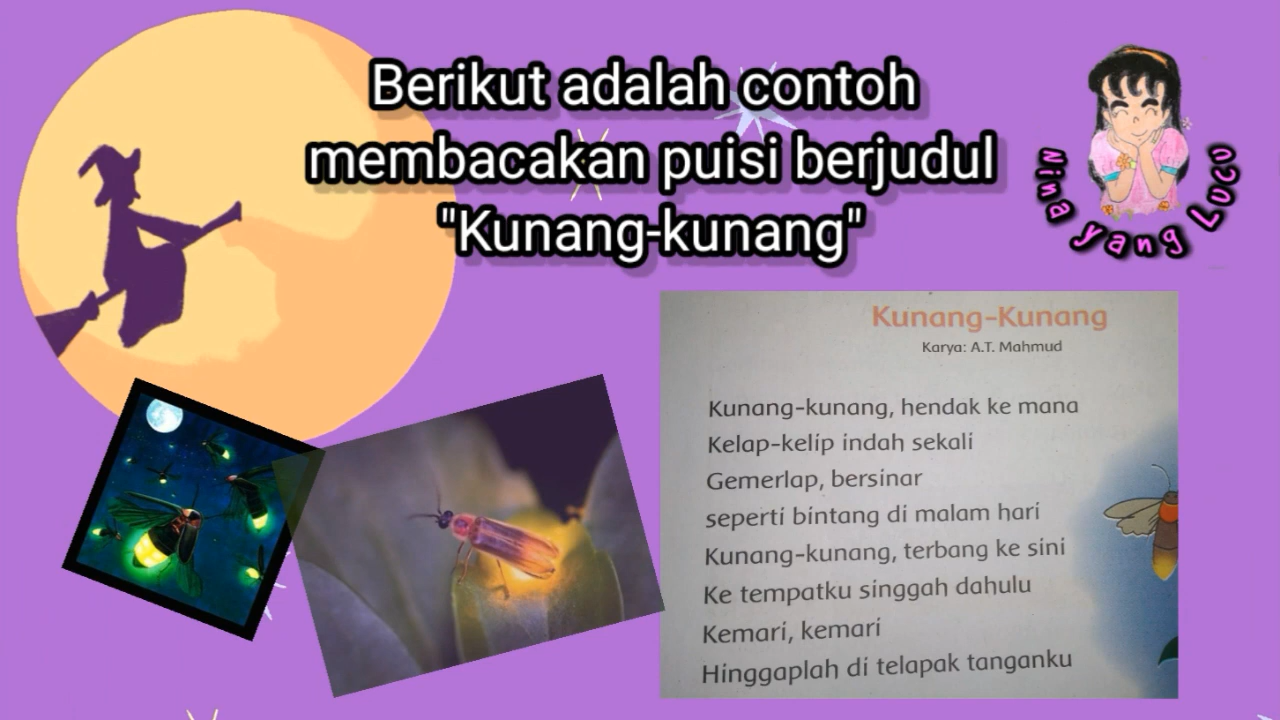 Berikut adalah contoh
membacakan puisi berjudul
"Kunang-kunang"
Nina yang Lucu
Kunang-Kunang
Karya: A.T. Mahmud
Kunang-kunang, hendak ke mana
Kelap-kelip indah sekali
Gemerlap, bersinar
seperti bintang di malam hari
Kunang-kunang, terbang ke sini
Ke tempatku singgah dahulu
Kemari, kemari
Hinggaplah di telapak tanganku